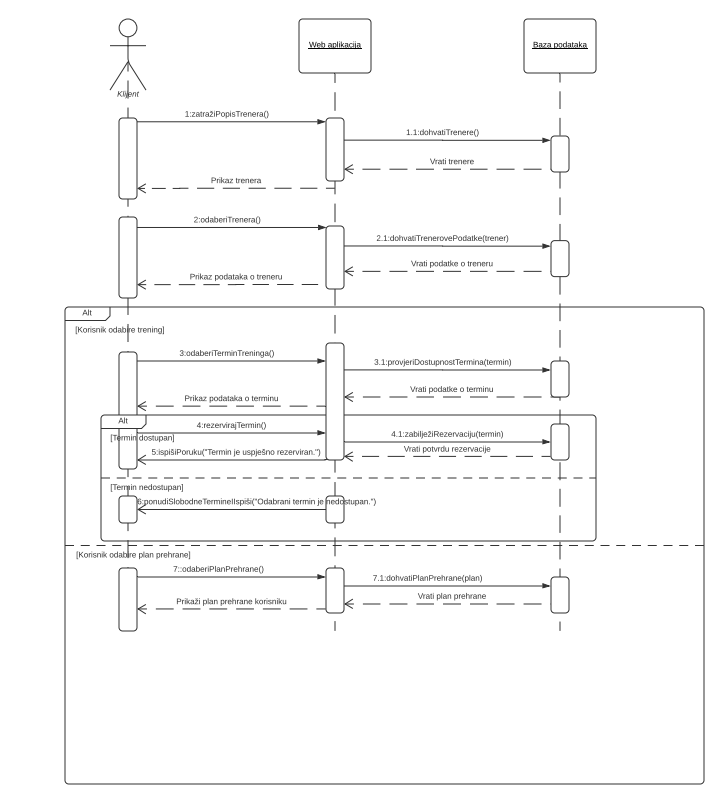 Web aplikacija
Baza podataka
Klijent
1:zatražiPopisTrenera()
1.1:dohvatiTrenere()
Vrati trenere
Prikaz trenera
2:odaberiTrenera()
2.1:dohvatiTrenerovePodatke(trener)
Vrati podatke o treneru
Prikaz podataka o treneru
Alt
[Korisnik odabire trening]
3:odaberiTerminTreninga()
3.1:provjeriDostupnostTermina(termin)
Vrati podatke o terminu
Prikaz podataka o terminu
Alt
4:rezervirajTermin()
[Termin dostupan]
4.1:zabilježiRezervaciju(termin)
Vrati potvrdu rezervacije
5:ispišiPoruku("Termin je uspješno rezerviran.")
[Termin nedostupan]
6:ponudiSlobodneTermineIIspiši("Odabrani termin je nedostupan.")
[Korisnik odabire plan prehrane]
7::odaberiPlanPrehrane()
7.1:dohvatiPlanPrehrane(plan)
Vrati plan prehrane
Prikaži plan prehrane korisniku